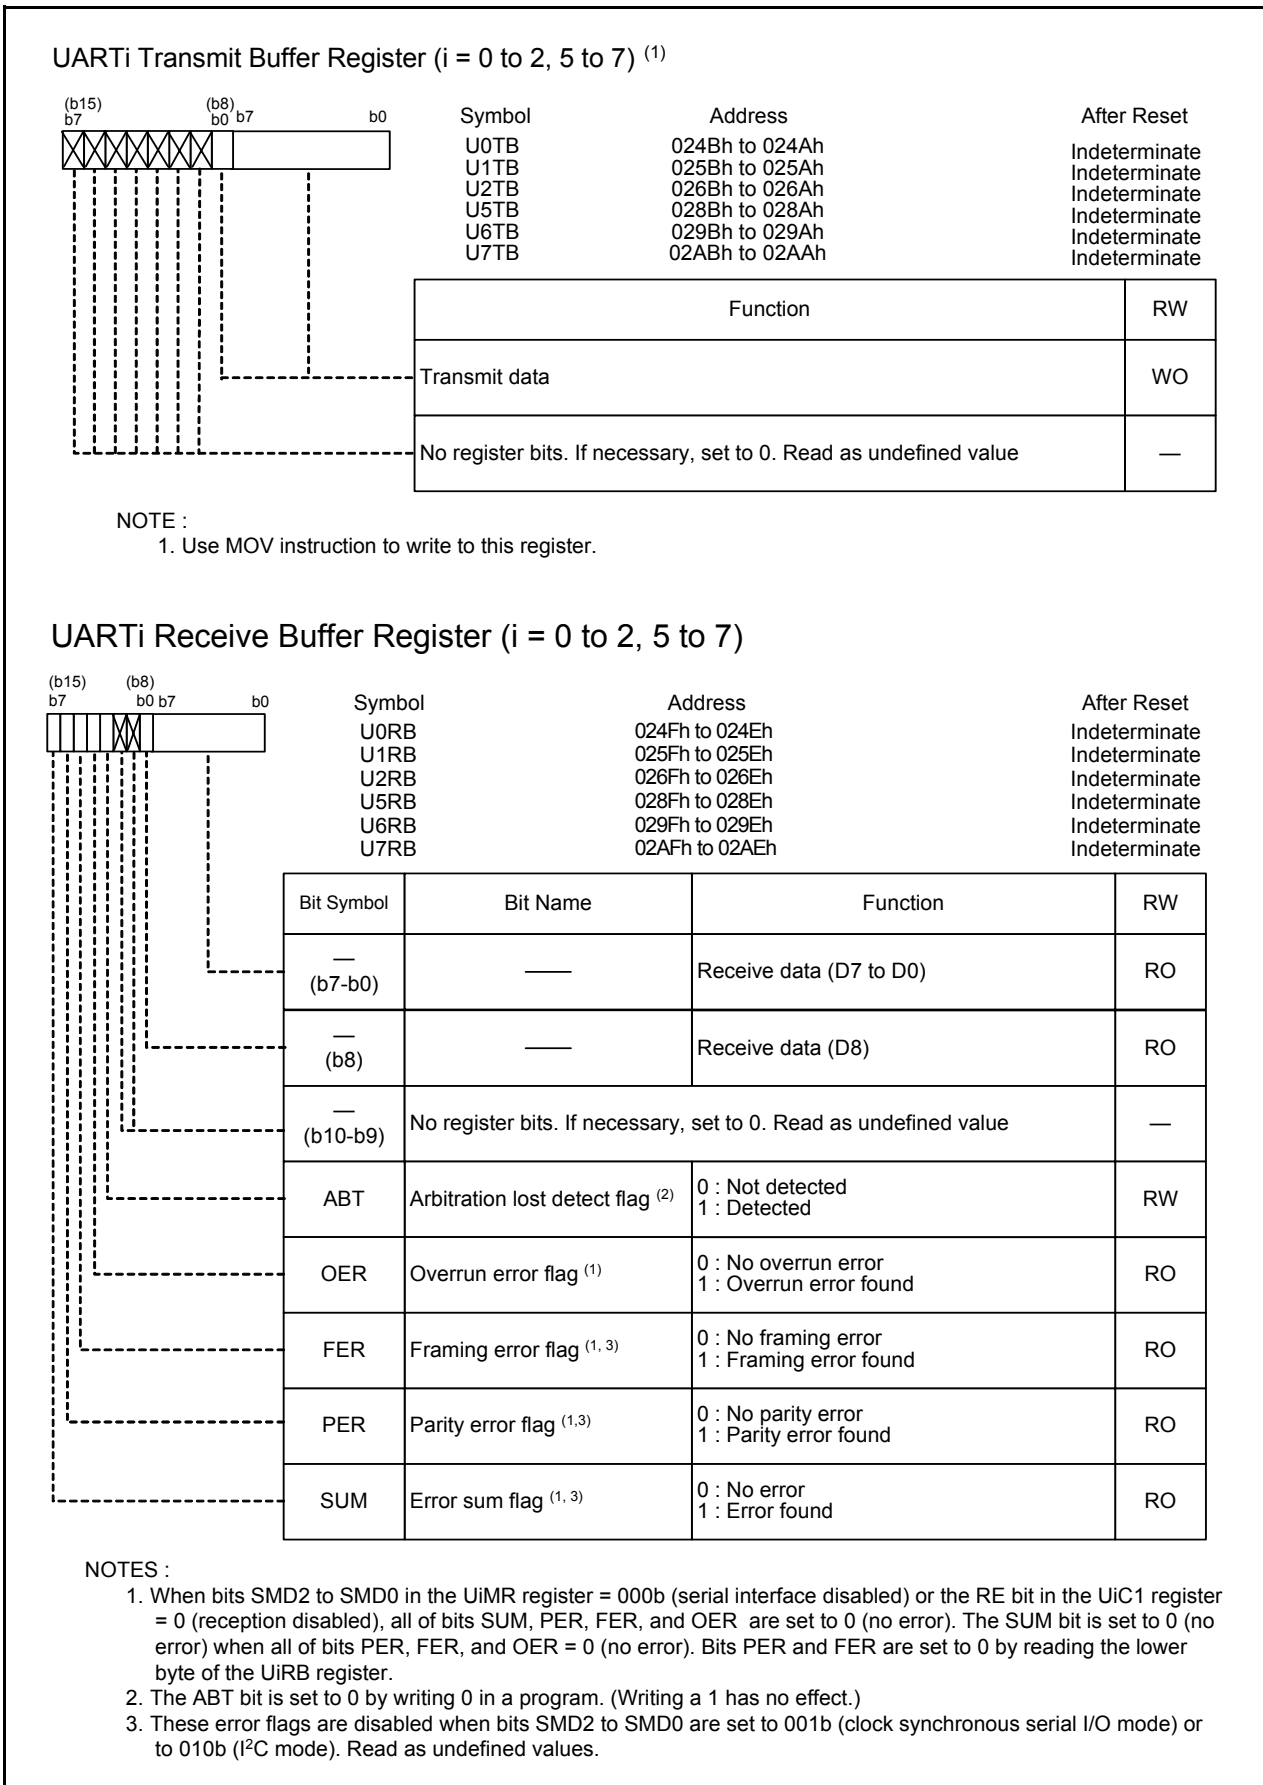 UARTi Transmit Buffer Register (i = 0 to 2, 5 to 7) (1)
(b15) (b8)
b7 b0 b7 b0
Symbol Address After Reset
U0TB 024Bh to 024Ah Indeterminate
U1TB 025Bh to 025Ah Indeterminate
U2TB 026Bh to 026Ah Indeterminate
U5TB 028Bh to 028Ah Indeterminate
U6TB 029Bh to 029Ah Indeterminate
U7TB 02ABh to 02AAh Indeterminate
Function RW
Transmit data WO
No register bits. If necessary, set to 0. Read as undefined value —
NOTE :
1. Use MOV instruction to write to this register.
UARTi Receive Buffer Register (i = 0 to 2, 5 to 7)
(b15) (b8)
b7 b0 b7 b0
Symbol Address After Reset
U0RB 024Fh to 024Eh Indeterminate
U1RB 025Fh to 025Eh Indeterminate
U2RB 026Fh to 026Eh Indeterminate
U5RB 028Fh to 028Eh Indeterminate
U6RB 029Fh to 029Eh Indeterminate
U7RB 02AFh to 02AEh Indeterminate
Bit Symbol Bit Name Function RW
—
(b7-b0) —— Receive data (D7 to D0) RO
—
(b8) —— Receive data (D8) RO
—
(b10-b9) No register bits. If necessary, set to 0. Read as undefined value —
ABT Arbitration lost detect flag (2) 0 : Not detected RW
1 : Detected
OER Overrun error flag (1) 0 : No overrun error RO
1 : Overrun error found
FER Framing error flag (1, 3) 0 : No framing error RO
1 : Framing error found
PER Parity error flag (1,3) 0 : No parity error RO
1 : Parity error found
SUM Error sum flag (1, 3) 0 : No error RO
1 : Error found
NOTES :
1. When bits SMD2 to SMD0 in the UiMR register = 000b (serial interface disabled) or the RE bit in the UiC1 register
= 0 (reception disabled), all of bits SUM, PER, FER, and OER are set to 0 (no error). The SUM bit is set to 0 (no
error) when all of bits PER, FER, and OER = 0 (no error). Bits PER and FER are set to 0 by reading the lower
byte of the UiRB register.
2. The ABT bit is set to 0 by writing 0 in a program. (Writing a 1 has no effect.)
3. These error flags are disabled when bits SMD2 to SMD0 are set to 001b (clock synchronous serial I/O mode) or
to 010b (I2C mode). Read as undefined values.